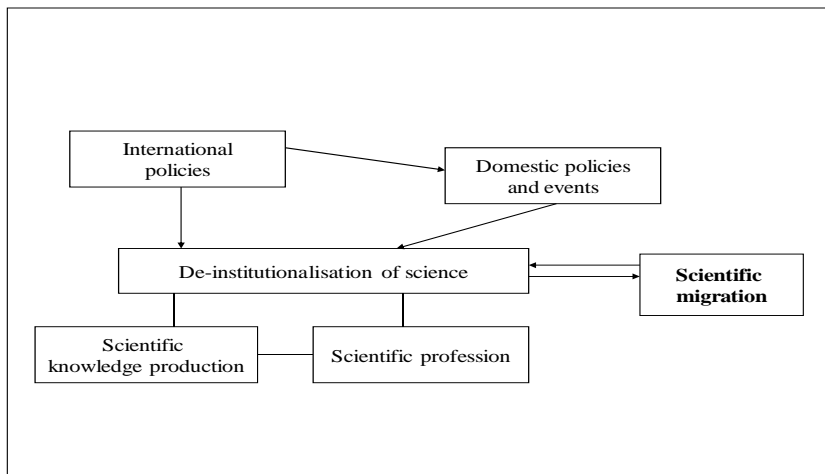 International
policies
Domestic policies
and events
De-institutionalisation of science
Scientific
migration
Scientific
knowledge production
Scientific profession